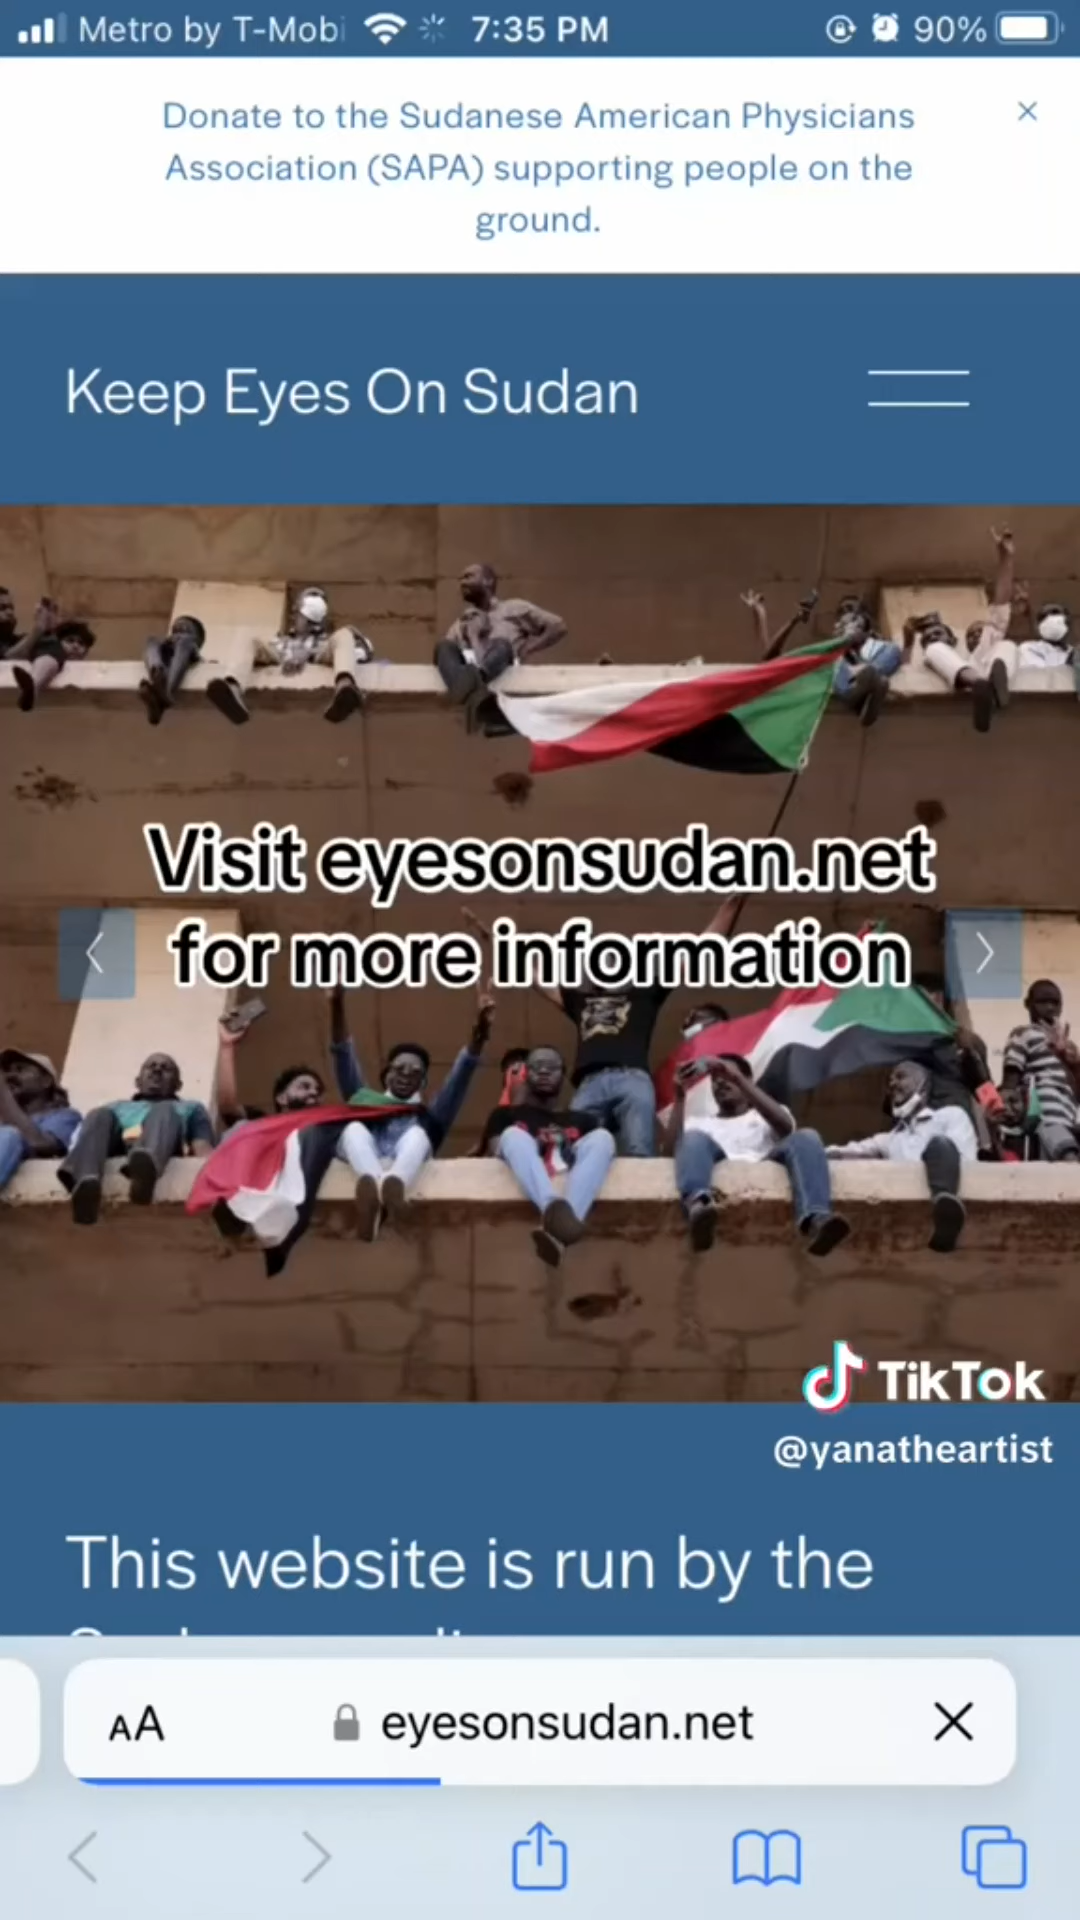 Metro by T-Mobi 7:35 PM 90%
Donate to the Sudanese American Physicians
Association (SAPA) supporting people on the
ground.
Keep Eyes On Sudan
Visit eyesonsudan.net
for more information
TikTok
@yanatheartist
This website is run by the
AA eyesonsudan.net